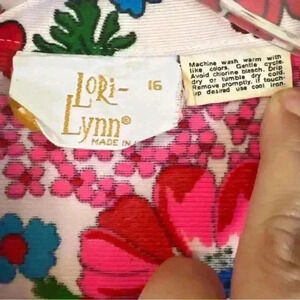 LORI-
LYNN®
16
MADE IN
Machine wash warm with
like colors. Gentle cycle.
Avoid chlorine bleach. Drip
dry or tumble dry cold.
Remove promptly. If touch-
up desired use cool iron.